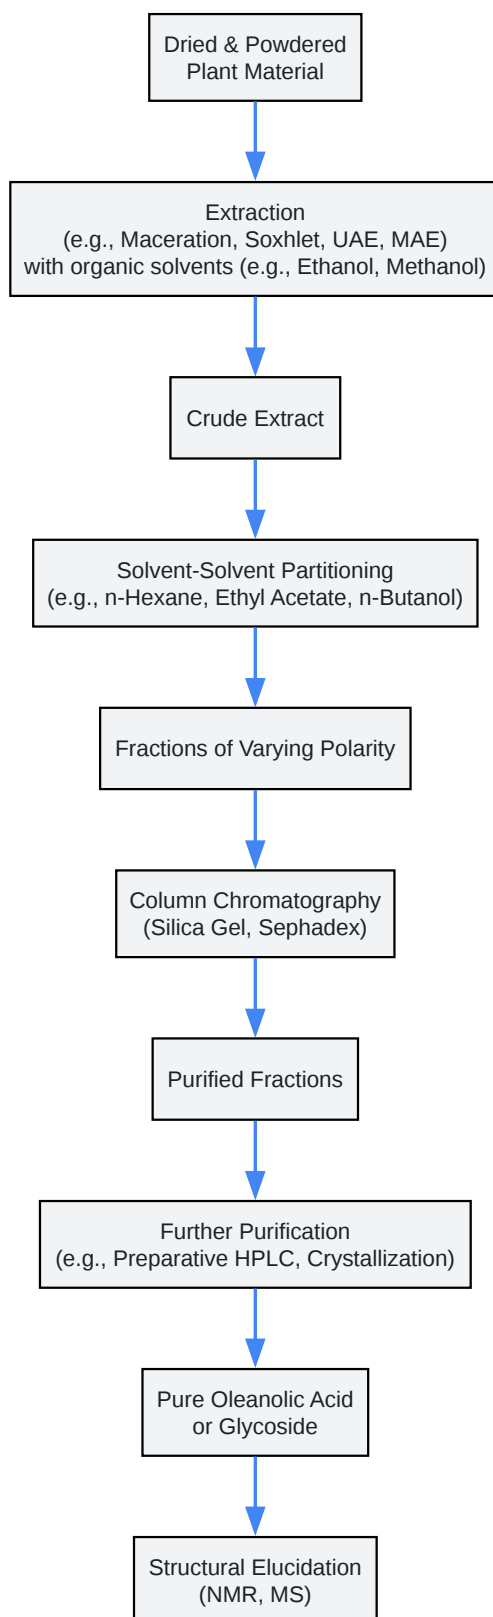 Dried & Powdered
Plant Material
Extraction
(e.g., Maceration, Soxhlet, UAE, MAE)
with organic solvents (e.g., Ethanol, Methanol)
Crude Extract
Solvent-Solvent Partitioning
(e.g., n-Hexane, Ethyl Acetate, n-Butanol)
Fractions of Varying Polarity
Column Chromatography
(Silica Gel, Sephadex)
Purified Fractions
Further Purification
(e.g., Preparative HPLC, Crystallization)
Pure Oleanolic Acid
or Glycoside
Structural Elucidation
(NMR, MS)